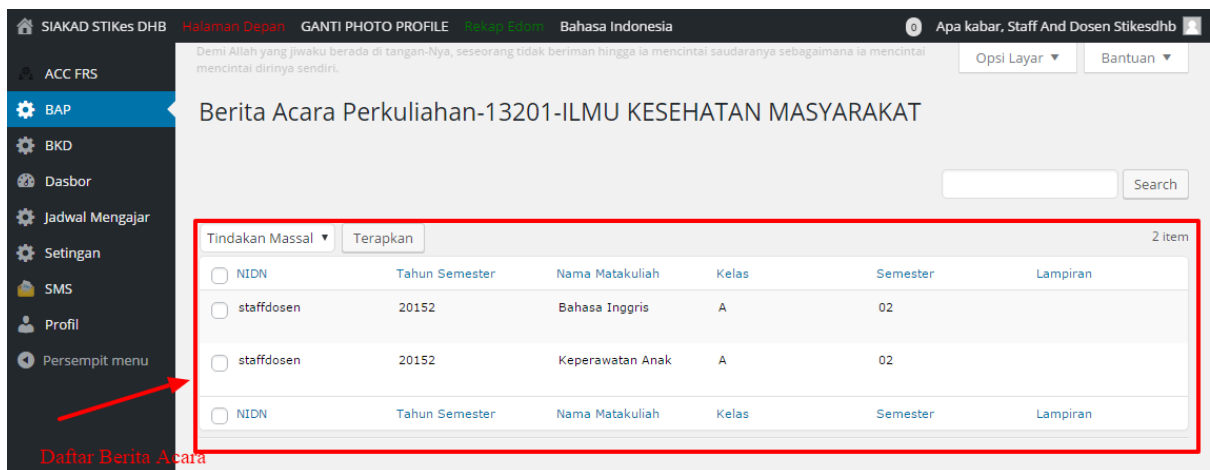 SIAKAD STIKes DHB Halaman Depan GANTI PHOTO PROFILE Rekap Edom Bahasa Indonesia 0 Apa kabar, Staff And Dosen Stikesdhb
Demi Allah yang jiwaku berada di tangan-Nya, seseorang tidak beriman hingga ia mencintai saudaranya sebagaimana ia mencintai
mencintai dirinya sendiri.
Opsi Layar ▼ Bantuan ▼
ACC FRS
BAP
BKD
Dasbor
Jadwal Mengajar
Setingan
SMS
Profil
Persempit menu
Berita Acara Perkuliahan-13201-ILMU KESEHATAN MASYARAKAT
Search
Tindakan Massal ▼ Terapkan 2 item
NIDN Tahun Semester Nama Matakuliah Kelas Semester Lampiran
staffdosen 20152 Bahasa Inggris A 02
staffdosen 20152 Keperawatan Anak A 02
NIDN Tahun Semester Nama Matakuliah Kelas Semester Lampiran
Daftar Berita Acara